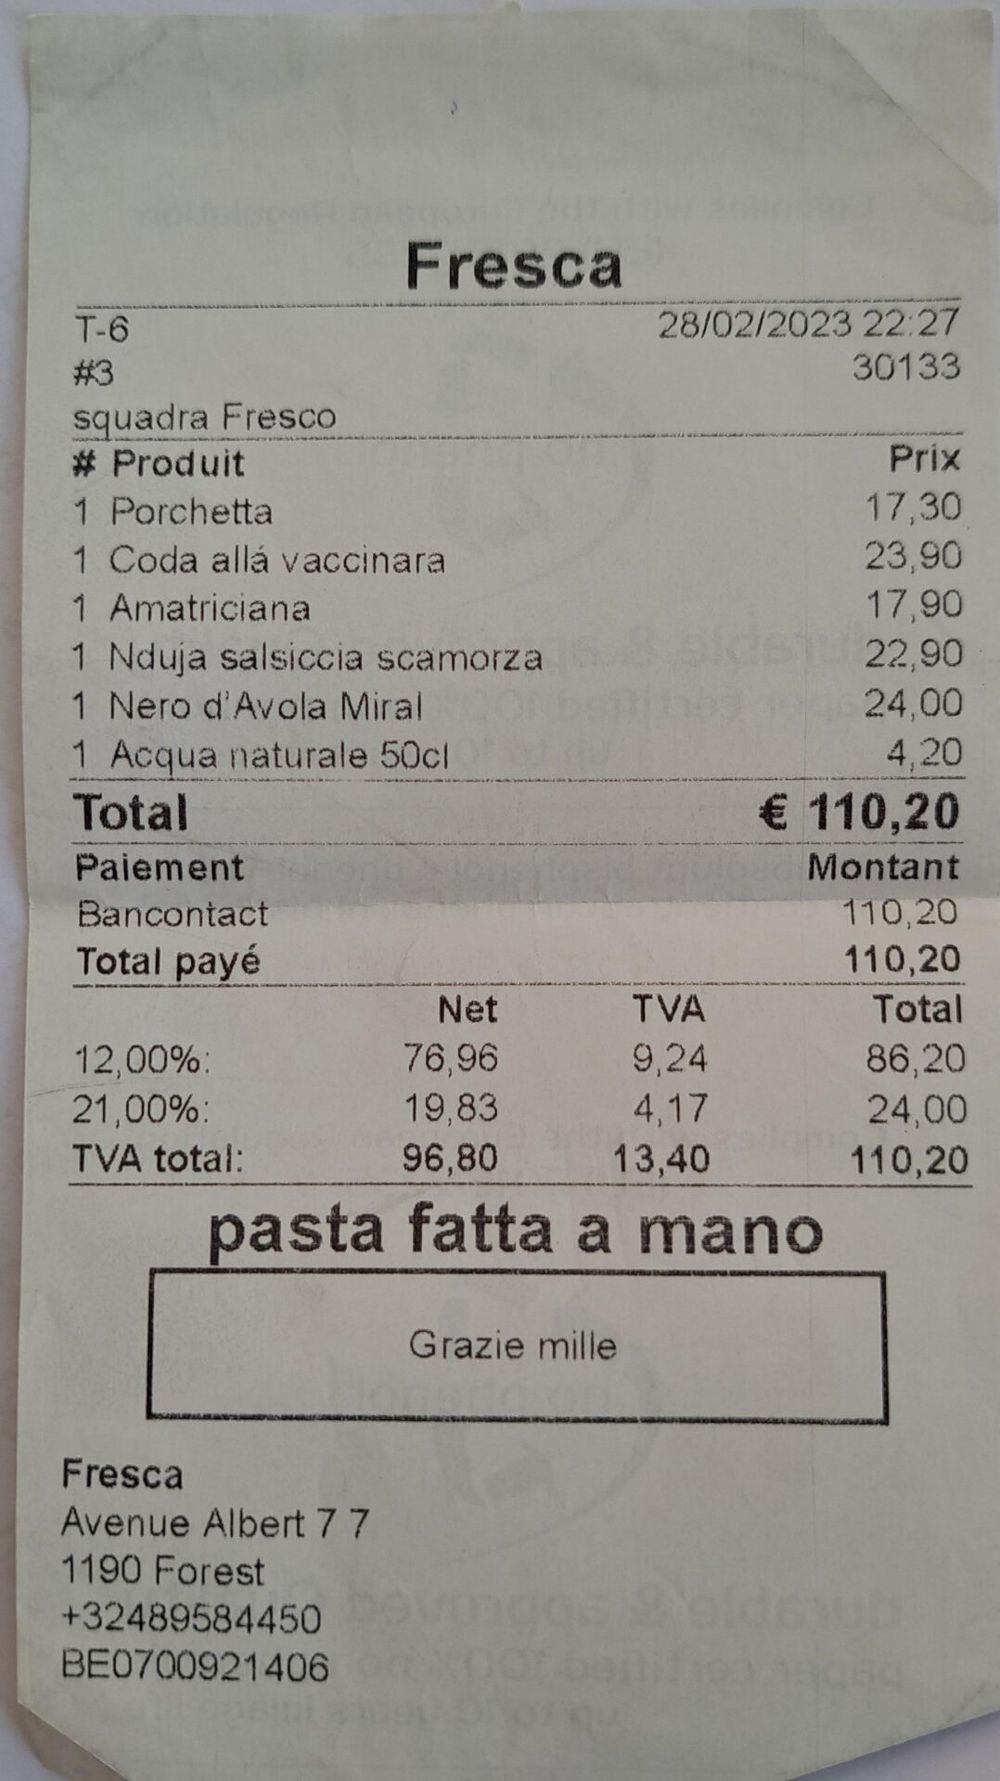 Fresca
T-6 28/02/2023 22:27
#3 30133
squadra Fresco
# Produit Prix
1 Porchetta 17,30
1 Coda allá vaccinara 23,90
1 Amatriciana 17,90
1 Nduja salsiccia scamorza 22,90
1 Nero d'Avola Miral 24,00
1 Acqua naturale 50cl 4,20
Total € 110,20
Paiement Montant
Bancontact 110,20
Total payé 110,20
Net TVA Total
12,00%: 76,96 9,24 86,20
21,00%: 19,83 4,17 24,00
TVA total: 96,80 13,40 110,20
pasta fatta a mano
Grazie mille
Fresca
Avenue Albert 7 7
1190 Forest
+32489584450
BE0700921406